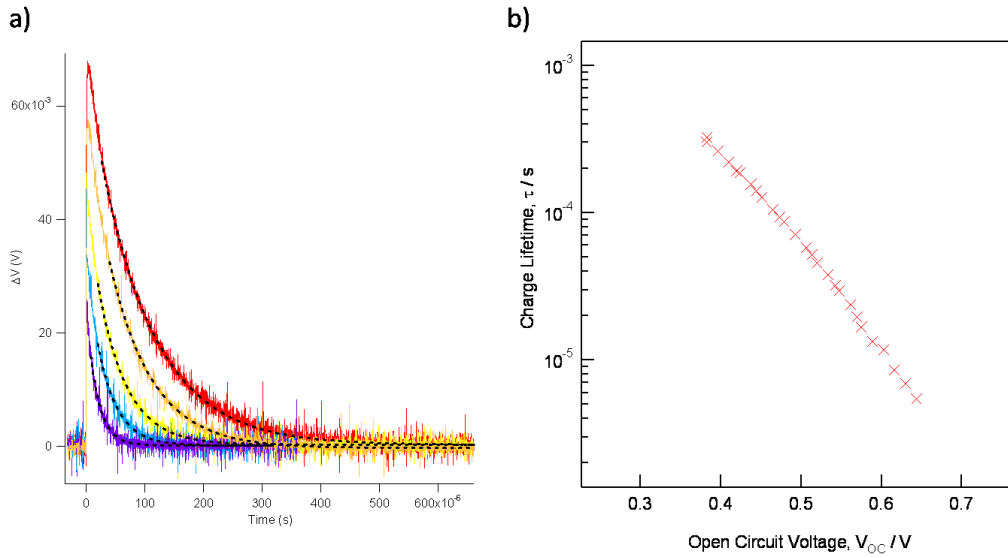 a)
60x10⁻³
40
20
0
ΔV (V)
0 100 200 300 400 500 600x10⁻⁶
Time (s)
b)
10⁻³
10⁻⁴
10⁻⁵
Charge Lifetime, τ / s
0.3 0.4 0.5 0.6 0.7
Open Circuit Voltage, V_OC / V